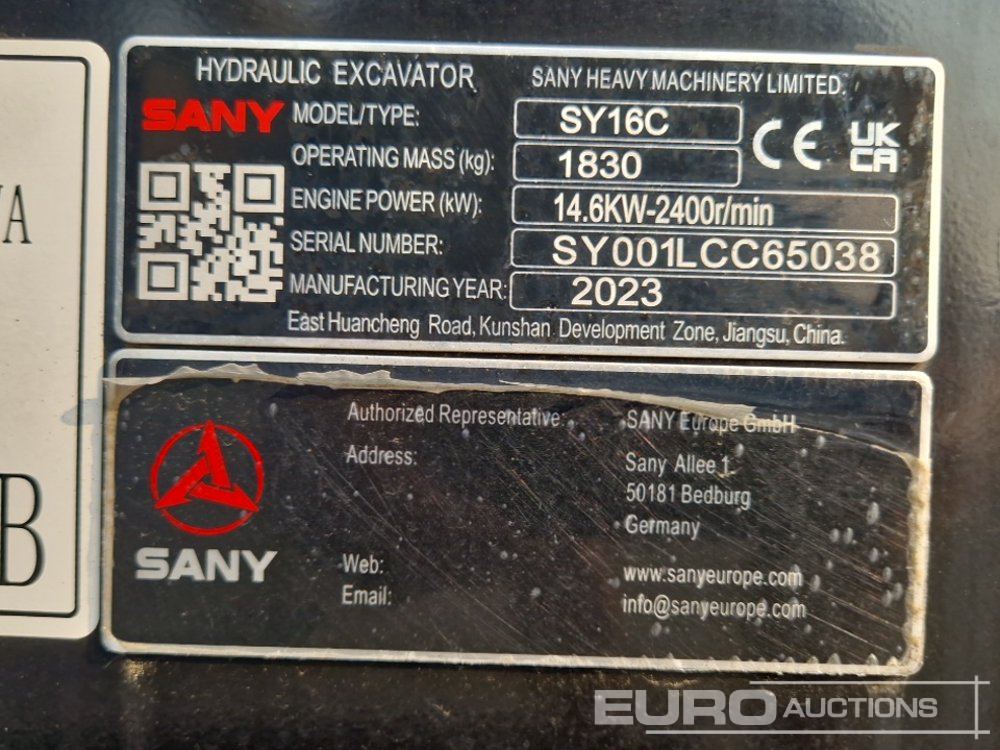 HYDRAULIC EXCAVATOR SANY HEAVY MACHINERY LIMITED.
SANY MODEL/TYPE: SY16C CE UK CA
OPERATING MASS (kg): 1830
ENGINE POWER (kW): 14.6KW-2400r/min
SERIAL NUMBER: SY001LCC65038
MANUFACTURING YEAR: 2023
East Huancheng Road, Kunshan Development Zone, Jiangsu, China.
Authorized Representative: SANY Europe GmbH
Address: Sany Allee 1
50181 Bedburg
Germany
SANY
Web: www.sanyeurope.com
Email: info@sanyeurope.com
A
B
EURO AUCTIONS